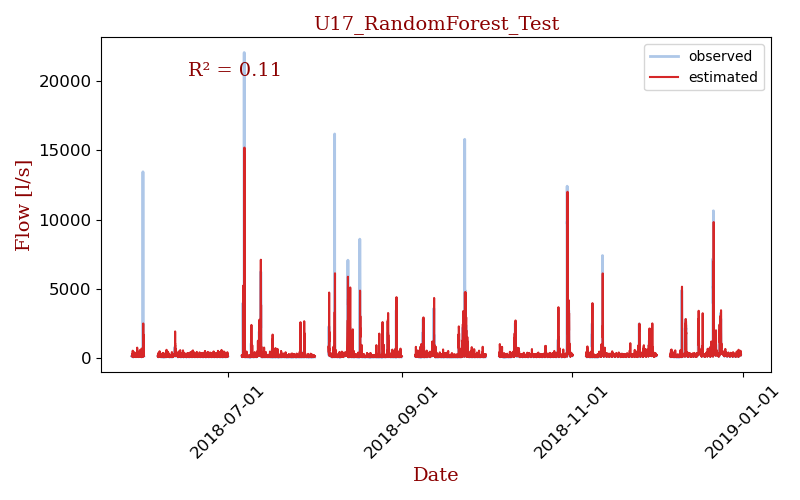 U17_RandomForest_Test
R² = 0.11
observed
estimated
Flow [l/s]
20000
15000
10000
5000
0
2018-07-01
2018-09-01
2018-11-01
2019-01-01
Date